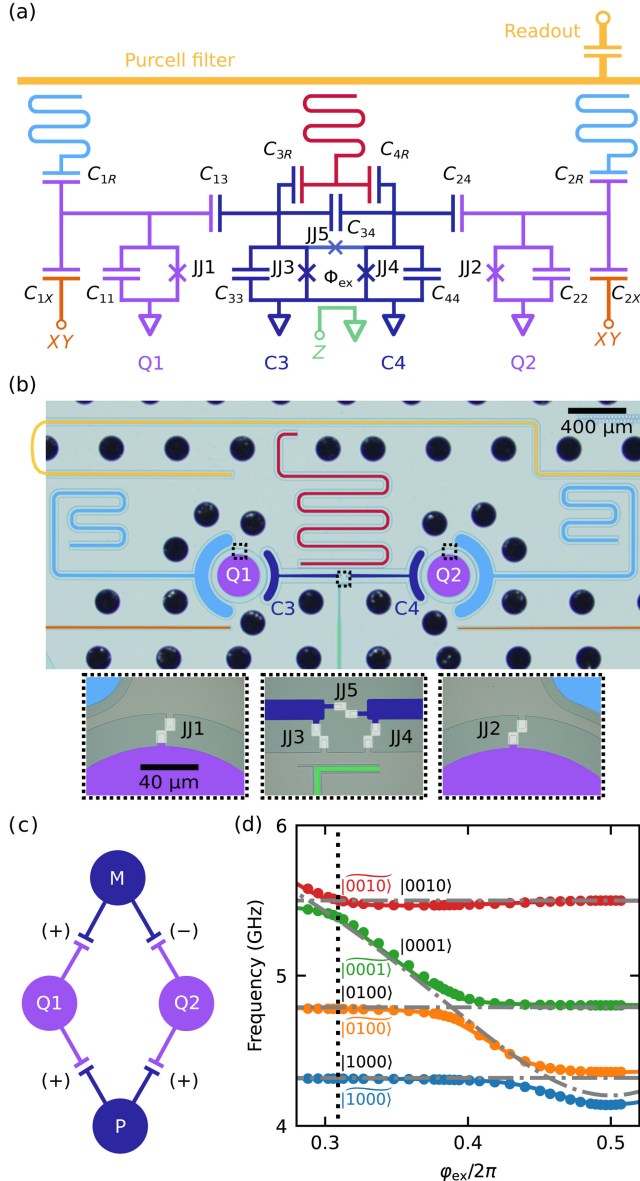 (a)
Readout
Purcell filter
C1R C13 C3R C4R C24 C2R
C34
JJ5
JJ1 JJ3 JJ4 JJ2
Φex
C1X C11 C33 C44 C22 C2X
XY Z XY
Q1 C3 C4 Q2
(b)
400 μm
Q1 Q2
C3 C4
JJ1
40 μm
JJ5
JJ3 JJ4
JJ2
(c)
M
(+) (−)
Q1 Q2
(+) (+)
P
(d)
Frequency (GHz)
6
5
4
|0010⟩ |0010⟩
|0001⟩
|0001⟩
|0100⟩
|0100⟩
|1000⟩
|1000⟩
0.3 0.4 0.5
φex/2π